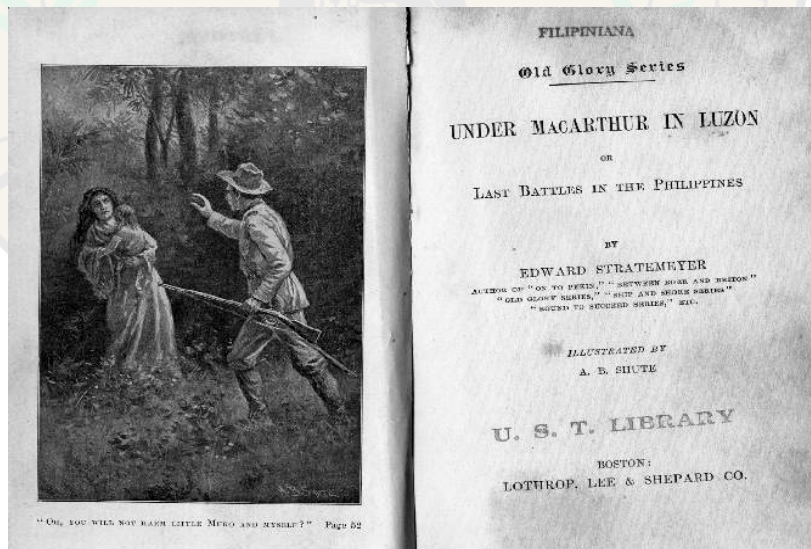 "OH, YOU WILL NOT HARM LITTLE MURO AND MYSELF?" Page 52
FILIPINIANA
Old Glory Series
UNDER MACARTHUR IN LUZON
OR
LAST BATTLES IN THE PHILIPPINES
BY
EDWARD STRATEMEYER
AUTHOR OF "ON TO PEKIN," "BETWEEN BOER AND BRITON"
"OLD GLORY SERIES," "SHIP AND SHORE SERIES"
"BOUND TO SUCCEED SERIES," ETC.
ILLUSTRATED BY
A. B. SHUTE
U. S. T. LIBRARY
BOSTON:
LOTHROP, LEE & SHEPARD CO.